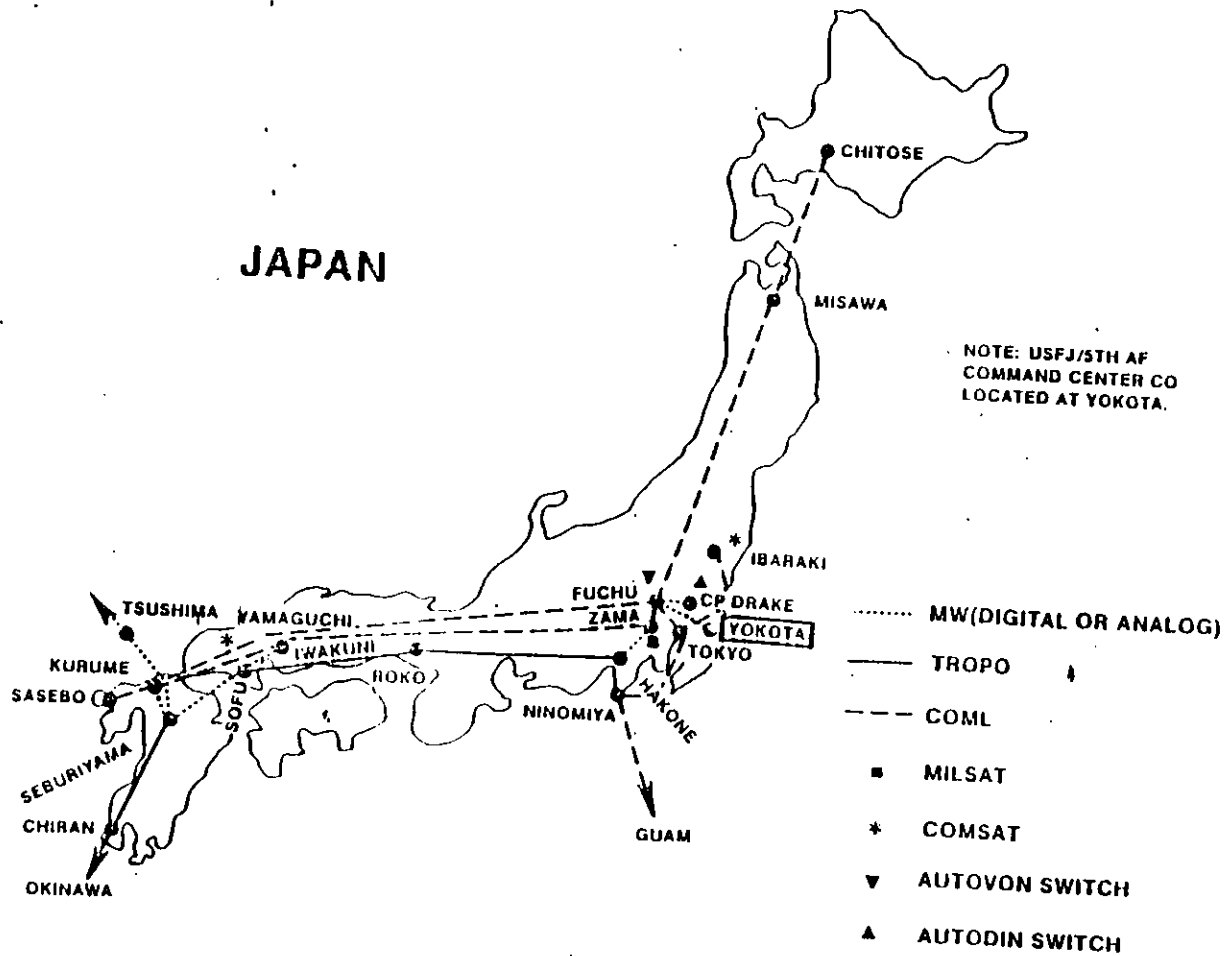 CHITOSE
JAPAN
MISAWA
NOTE: USFJ/5TH AF
COMMAND CENTER CO
LOCATED AT YOKOTA.
IBARAKI
FUCHU
CP DRAKE
TSUSHIMA
YAMAGUCHI
ZAMA
YOKOTA
MW(DIGITAL OR ANALOG)
IWAKUNI
TOKYO
KURUME
ROKO
TROPO
SASEBO
SOFU
HAKONE
NINOMIYA
COML
SEBURIYAMA
MILSAT
CHIRAN
GUAM
COMSAT
OKINAWA
AUTOVON SWITCH
AUTODIN SWITCH